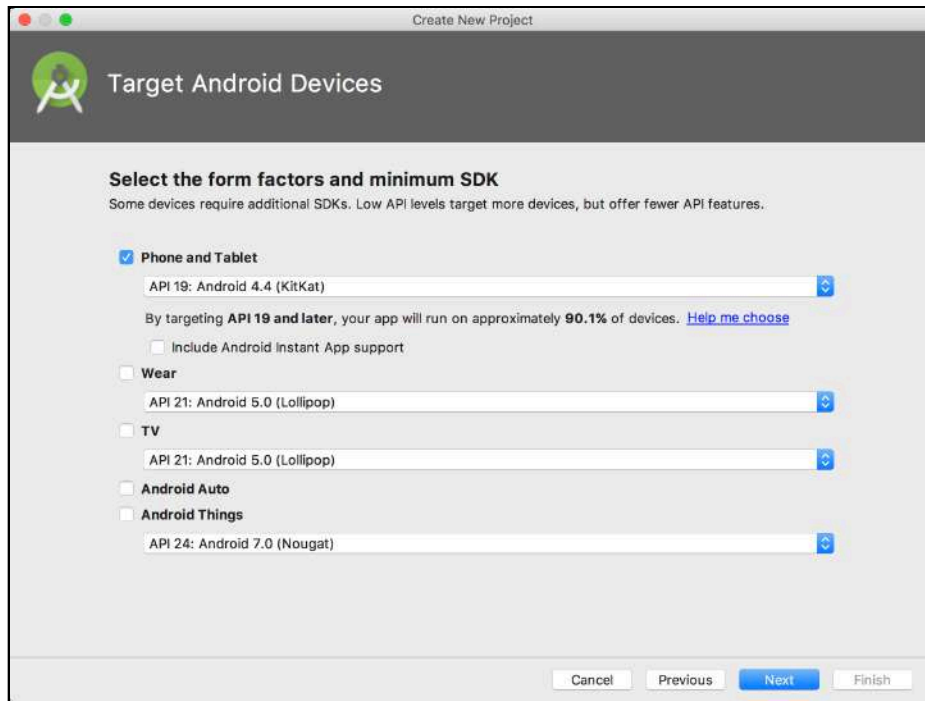 Create New Project
Target Android Devices
Select the form factors and minimum SDK
Some devices require additional SDKs. Low API levels target more devices, but offer fewer API features.
Phone and Tablet
API 19: Android 4.4 (KitKat)
By targeting API 19 and later, your app will run on approximately 90.1% of devices. Help me choose
Include Android Instant App support
Wear
API 21: Android 5.0 (Lollipop)
TV
API 21: Android 5.0 (Lollipop)
Android Auto
Android Things
API 24: Android 7.0 (Nougat)
Cancel Previous Next Finish